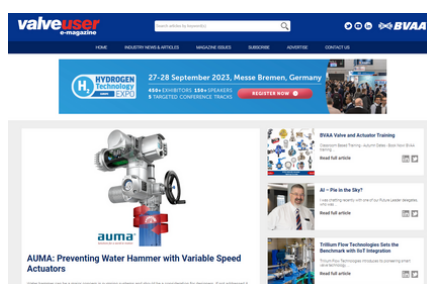 valveuser
e-magazine
Search articles by keyword(s)
BVAA
HOME INDUSTRY NEWS & ARTICLES MAGAZINE ISSUES SUBSCRIBE ADVERTISE CONTACT US
H₂ HYDROGEN
Technology
EXPO
27-28 September 2023, Messe Bremen, Germany
450+ EXHIBITORS 150+ SPEAKERS
5 TARGETED CONFERENCE TRACKS
REGISTER NOW
auma
AUMA: Preventing Water Hammer with Variable Speed
Actuators
BVAA Valve and Actuator Training
Read full article
AI – Pie in the Sky?
Read full article
Trillium Flow Technologies Sets the
Benchmark with IIoT Integration
Read full article